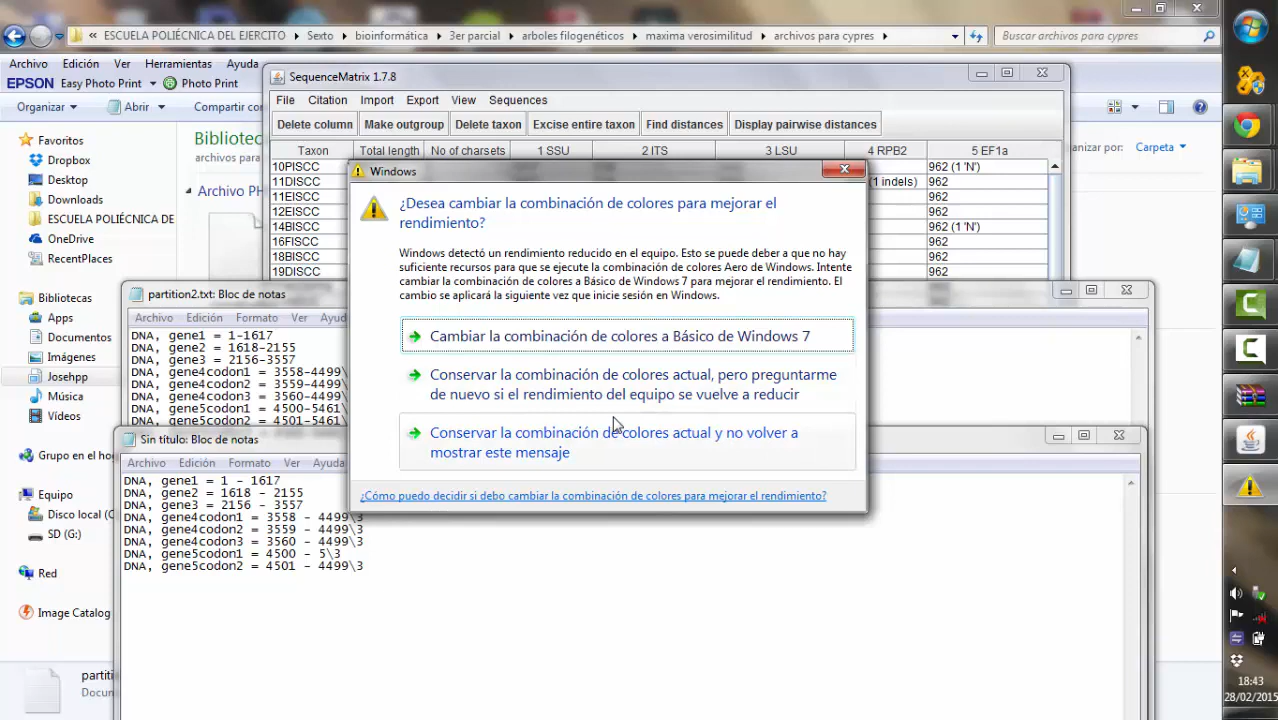 ESCUELA POLIÉCNICA DEL EJERCITO
Sexto
bioinformática
3er parcial
arboles filogenéticos
maxima verosimilitud
archivos para cypres
Buscar archivos para cypres
Archivo
Edición
Ver
Herramientas
Ayuda
EPSON
Easy Photo Print
Photo Print
Organizar
Abrir
Compartir co
mbiar por:
Carpeta
Favoritos
Dropbox
Desktop
Downloads
ESCUELA POLIÉCNICA DE
OneDrive
RecentPlaces
Bibliotecas
Apps
Documentos
Imágenes
Josehpp
Música
Vídeos
Grupo en el ho
Equipo
Disco local (
SD (G:)
Red
Image Catalog
Bibliotec
archivos para
Archivo PH
partiti
Docum
SequenceMatrix 1.7.8
File Citation Import Export View Sequences
Delete column
Make outgroup
Delete taxon
Excise entire taxon
Find distances
Display pairwise distances
Taxon
Total length
No of charsets
1 SSU
2 ITS
3 LSU
4 RPB2
5 EF1a
10PISCC
962 (1 'N')
11DISCC
(1 indels)
962
11EISCC
962
12EISCC
962
14BISCC
962 (1 'N')
16FISCC
962
18BISCC
962
19DISCC
962
Windows
¿Desea cambiar la combinación de colores para mejorar el
rendimiento?
Windows detectó un rendimiento reducido en el equipo. Esto se puede deber a que no hay
suficiente recursos para que se ejecute la combinación de colores Aero de Windows. Intente
cambiar la combinación de colores a Básico de Windows 7 para mejorar el rendimiento. El
cambio se aplicará la siguiente vez que inicie sesión en Windows.
Cambiar la combinación de colores a Básico de Windows 7
Conservar la combinación de colores actual, pero preguntarme
de nuevo si el rendimiento del equipo se vuelve a reducir
Conservar la combinación de colores actual y no volver a
mostrar este mensaje
¿Cómo puedo decidir si debo cambiar la combinación de colores para mejorar el rendimiento?
partition2.txt: Bloc de notas
Archivo Edición Formato Ver Ayuda
DNA, gene1 = 1-1617
DNA, gene2 = 1618-2155
DNA, gene3 = 2156-3557
DNA, gene4codon1 = 3558-4499\
DNA, gene4codon2 = 3559-4499\
DNA, gene4codon3 = 3560-4499\
DNA, gene5codon1 = 4500-5461\
DNA, gene5codon2 = 4501-5461\
Sin título: Bloc de notas
Archivo Edición Formato Ver Ayuda
DNA, gene1 = 1 - 1617
DNA, gene2 = 1618 - 2155
DNA, gene3 = 2156 - 3557
DNA, gene4codon1 = 3558 - 4499\3
DNA, gene4codon2 = 3559 - 4499\3
DNA, gene4codon3 = 3560 - 4499\3
DNA, gene5codon1 = 4500 - 5\3
DNA, gene5codon2 = 4501 - 4499\3
18:43
28/02/2015